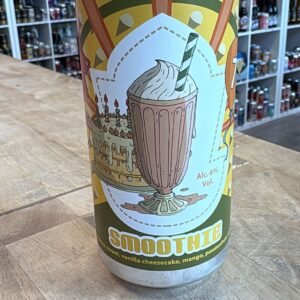 Alc. 6%
Vol.
SMOOTHIE
vanilla cheesecake, mango,